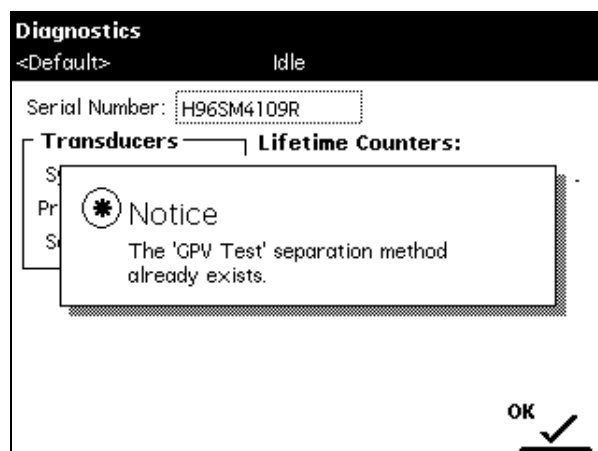 Diagnostics
<Default> Idle
Serial Number: H96SM4109R
Transducers Lifetime Counters:
Notice
The 'GPV Test' separation method
already exists.
OK